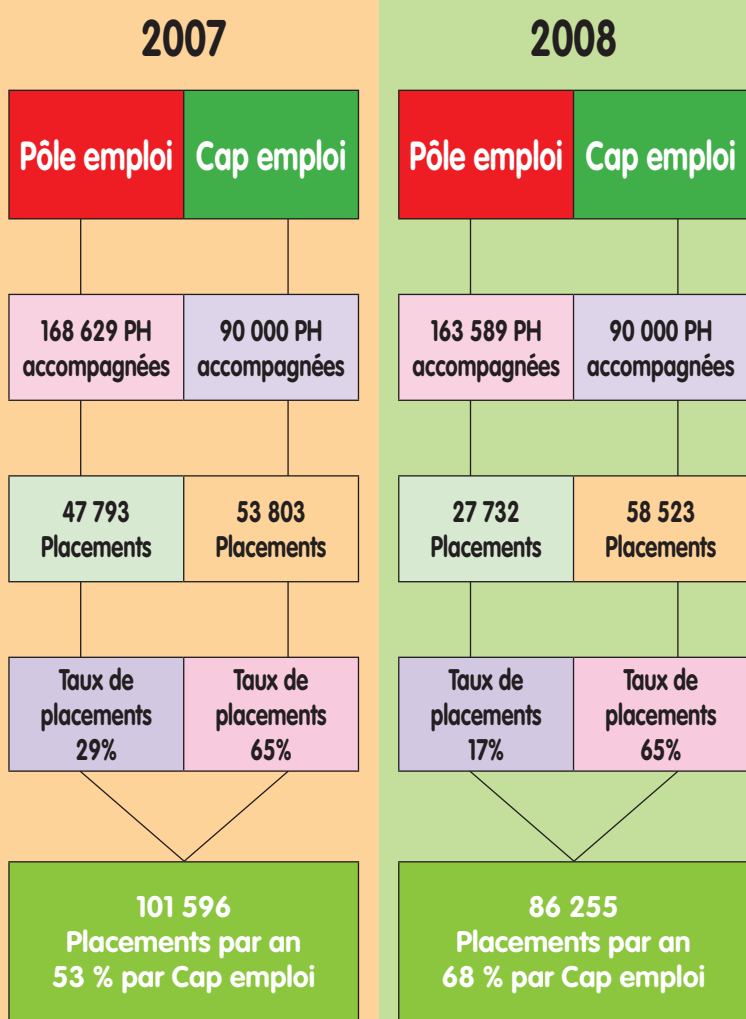 2007
Pôle emploi
Cap emploi
168 629 PH
accompagnées
90 000 PH
accompagnées
47 793
Placements
53 803
Placements
Taux de
placements
29%
Taux de
placements
65%
101 596
Placements par an
53 % par Cap emploi
2008
Pôle emploi
Cap emploi
163 589 PH
accompagnées
90 000 PH
accompagnées
27 732
Placements
58 523
Placements
Taux de
placements
17%
Taux de
placements
65%
86 255
Placements par an
68 % par Cap emploi